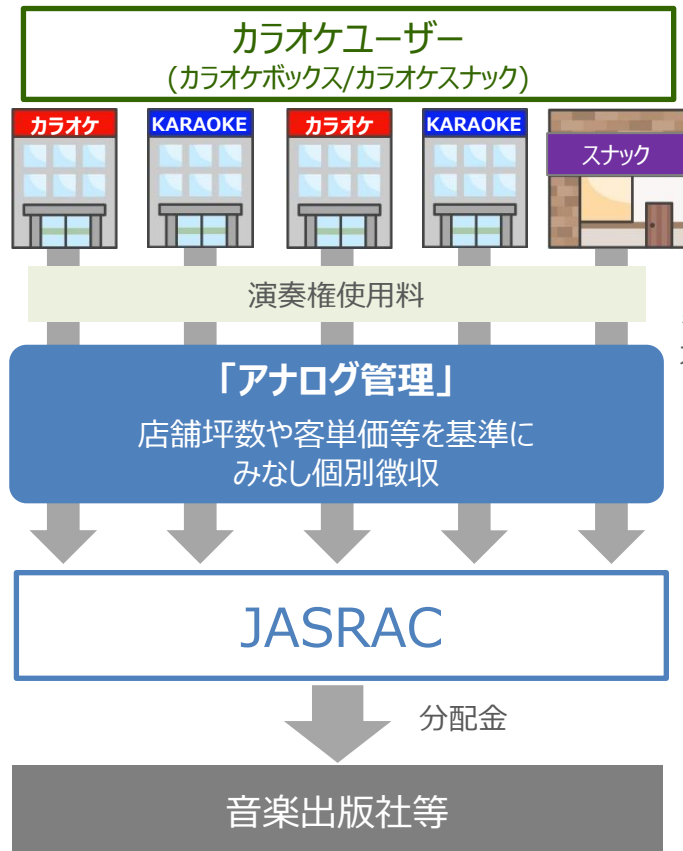 カラオケユーザー
(カラオケボックス/カラオケスナック)
カラオケ
KARAOKE
カラオケ
KARAOKE
スナック
演奏権使用料
「アナログ管理」
店舗坪数や客単価等を基準に
みなし個別徴収
JASRAC
分配金
音楽出版社等